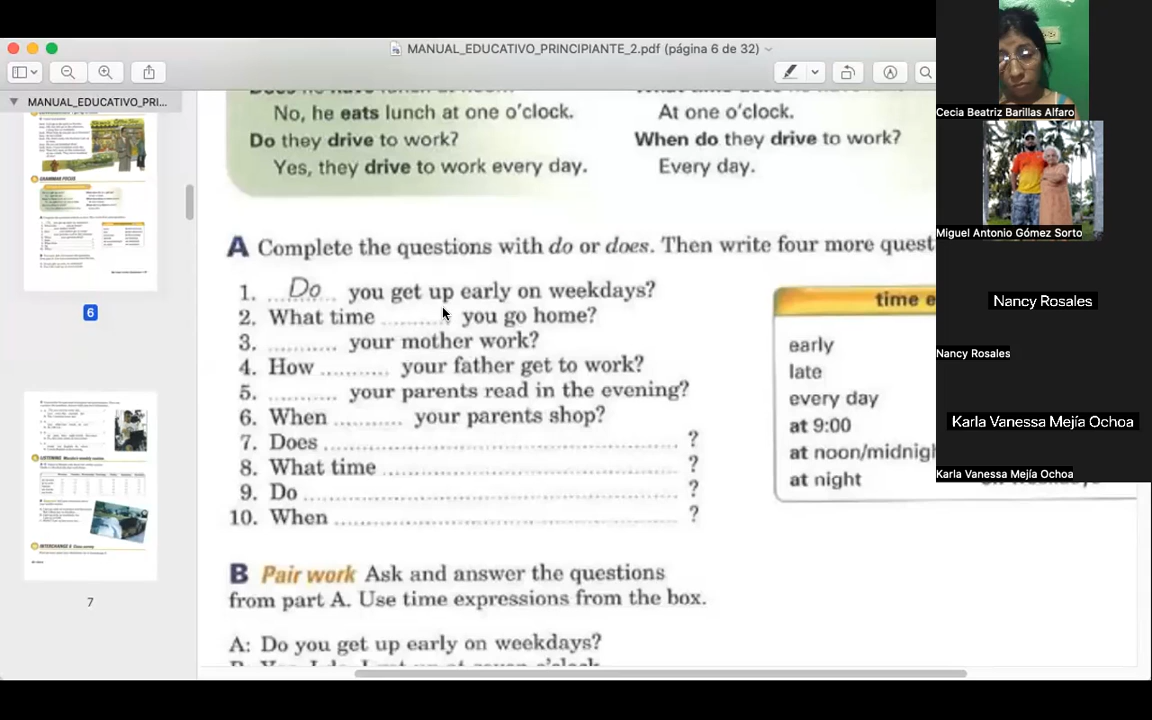 MANUAL_EDUCATIVO_PRINCIPIANTE_2.pdf (página 6 de 32)
MANUAL_EDUCATIVO_PRI...
No, he eats lunch at one o'clock.
At one o'clock.
Do they drive to work?
When do they drive to work?
Yes, they drive to work every day.
Every day.
A Complete the questions with do or does. Then write four more quest
1. Do you get up early on weekdays?
2. What time .......... you go home?
3. .......... your mother work?
4. How .......... your father get to work?
5. .......... your parents read in the evening?
6. When .......... your parents shop?
7. Does .......... ?
8. What time .......... ?
9. Do .......... ?
10. When .......... ?
time e
early
late
every day
at 9:00
at noon/midnigh
at night
B Pair work Ask and answer the questions
from part A. Use time expressions from the box.
A: Do you get up early on weekdays?
6
7
Cecia Beatriz Barillas Alfaro
Miguel Antonio Gómez Sorto
Nancy Rosales
Nancy Rosales
Karla Vanessa Mejía Ochoa
Karla Vanessa Mejía Ochoa